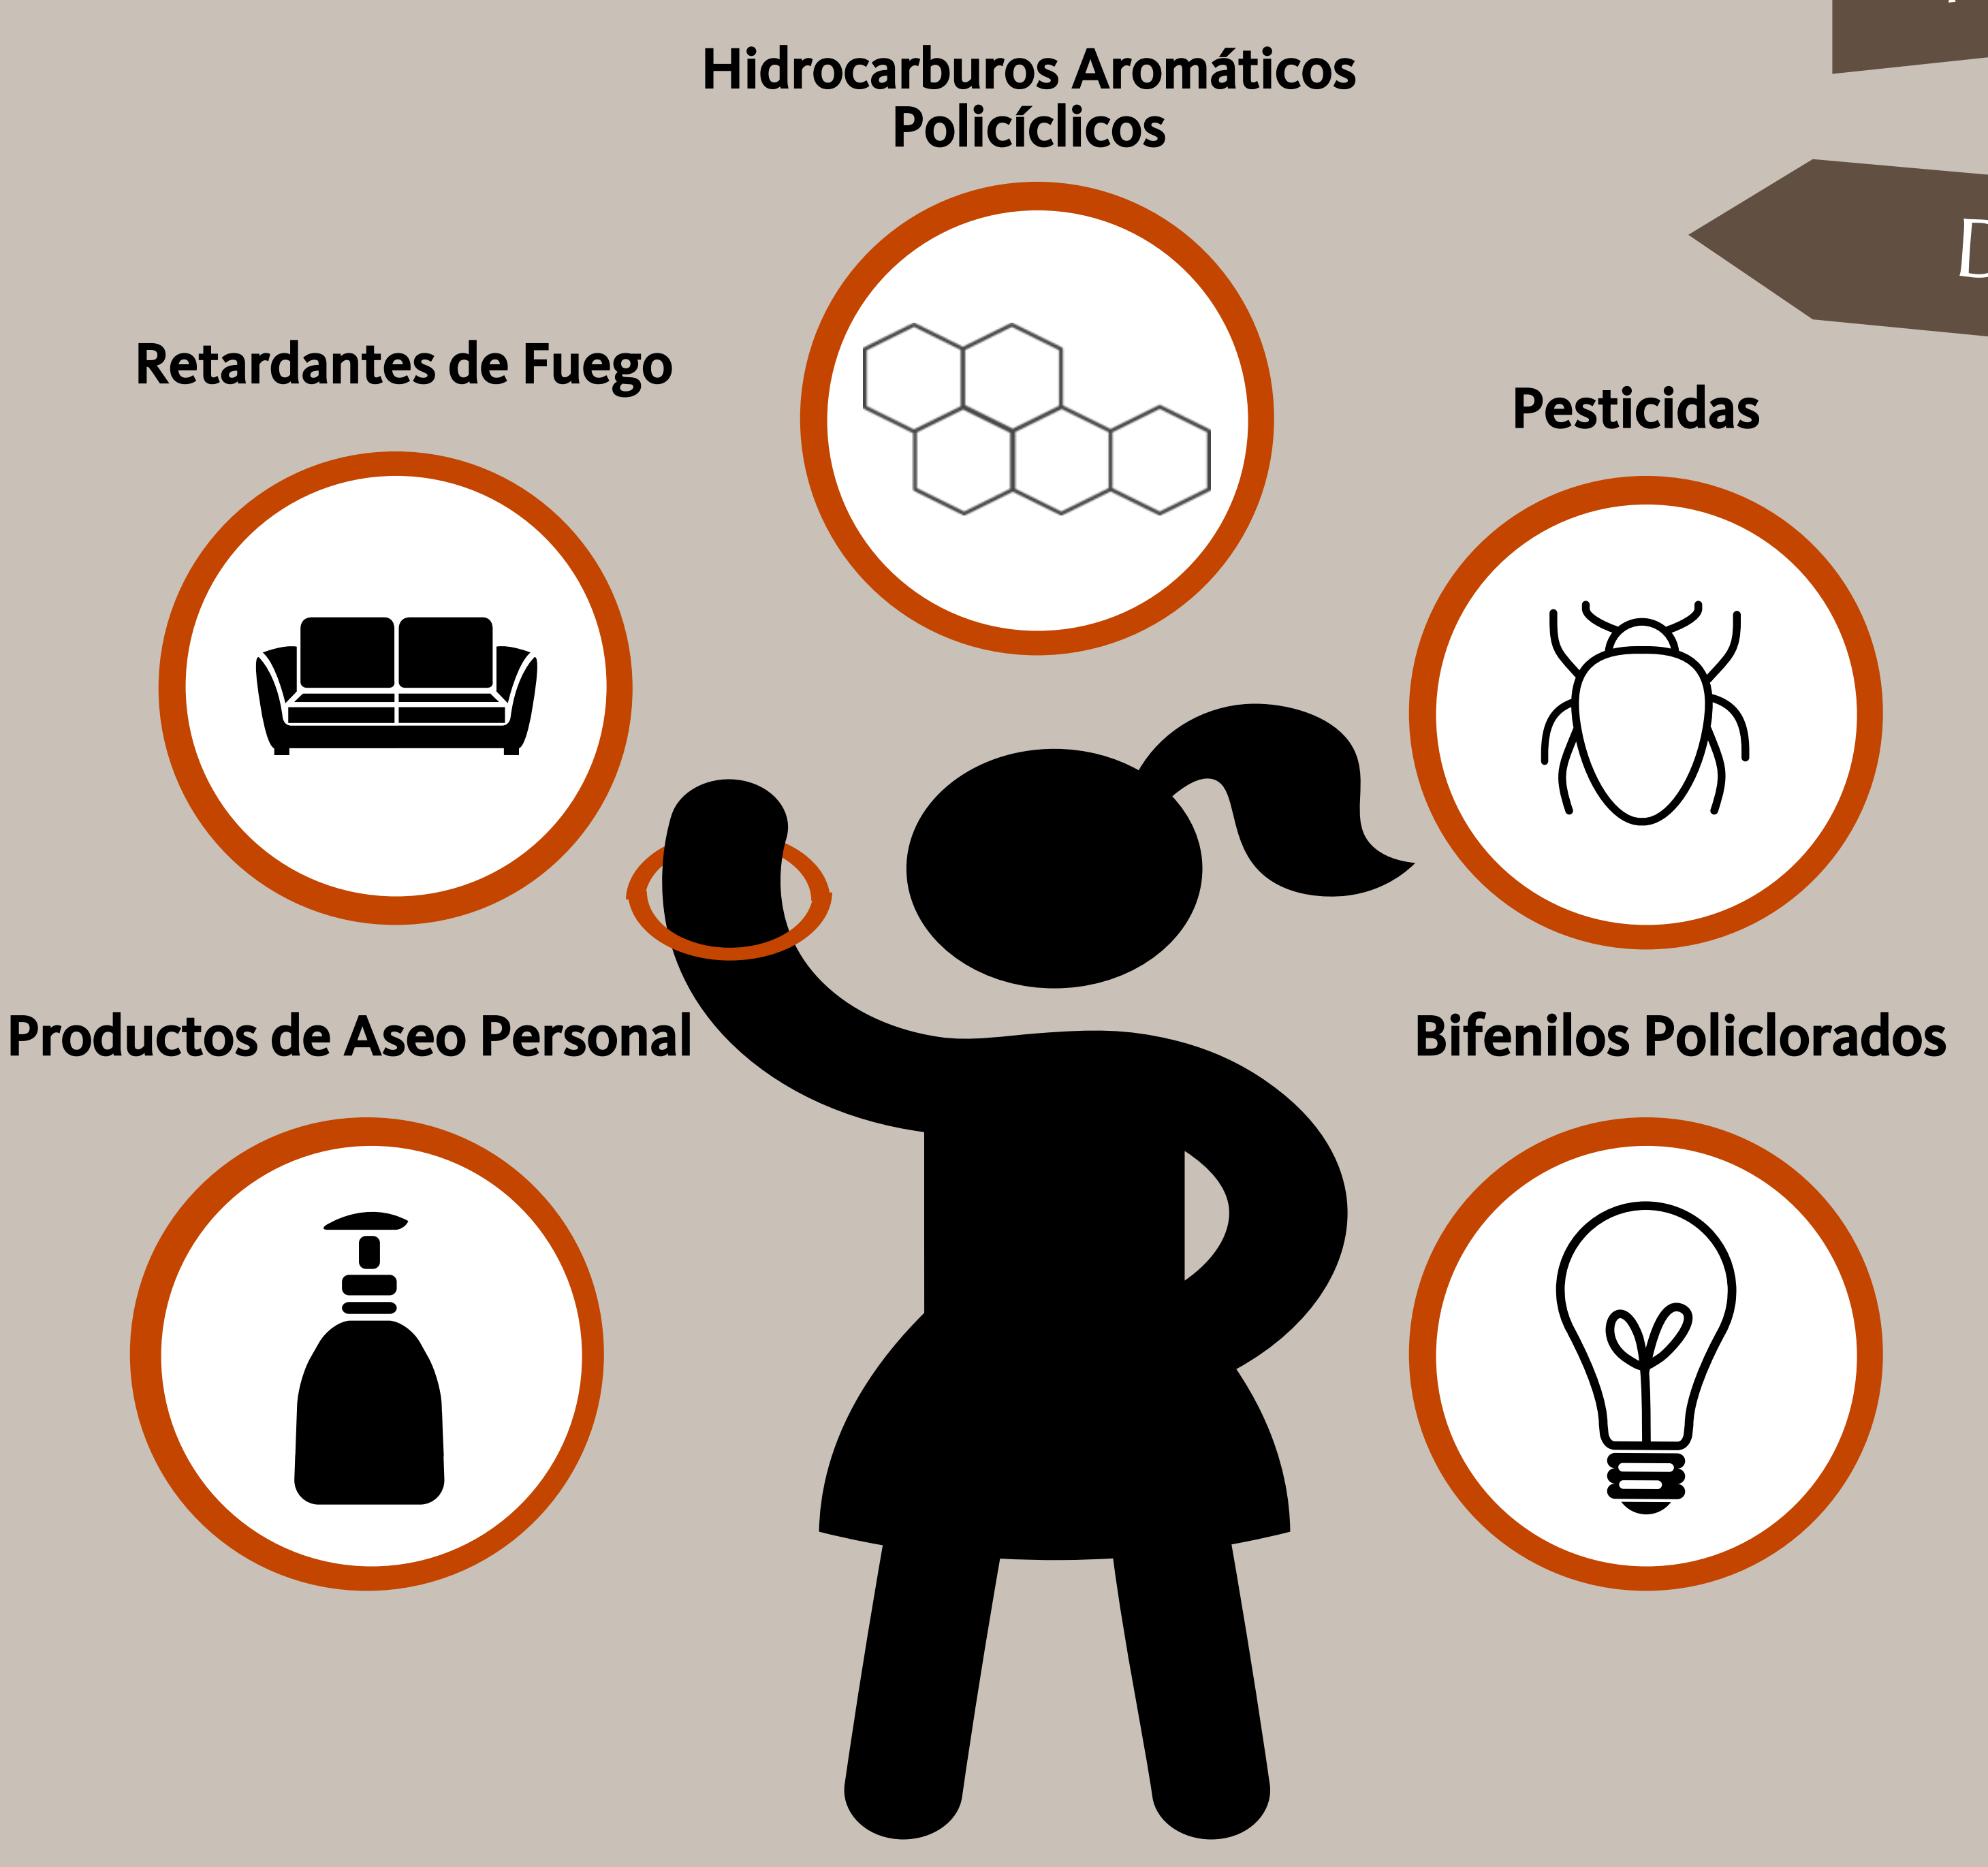 Hidrocarburos Aromáticos
Policíclicos
Retardantes de Fuego
Pesticidas
Productos de Aseo Personal
Bifenilos Policlorados